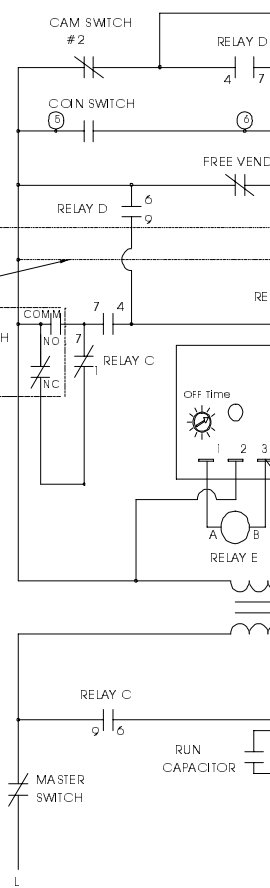 CAM SWITCH
#2
RELAY D
4 7
COIN SWITCH
5
6
FREE VEND
6
RELAY D
9
RE
COMM
7 4
H
NO
7
RELAY C
1
NC
OFF Time
1 2 3
A B
RELAY E
RELAY C
9 6
RUN
CAPACITOR
MASTER
SWITCH
L